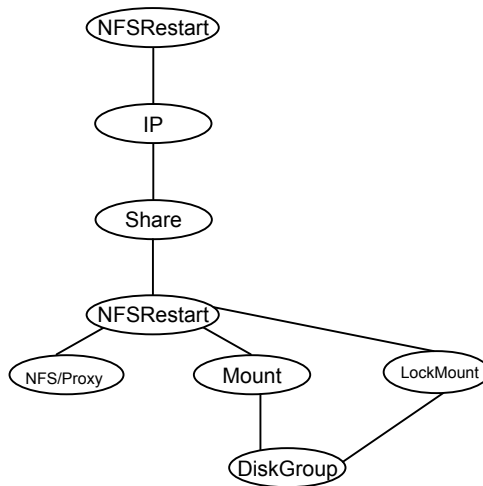 NFSRestart
IP
Share
NFSRestart
NFS/Proxy
Mount
LockMount
DiskGroup